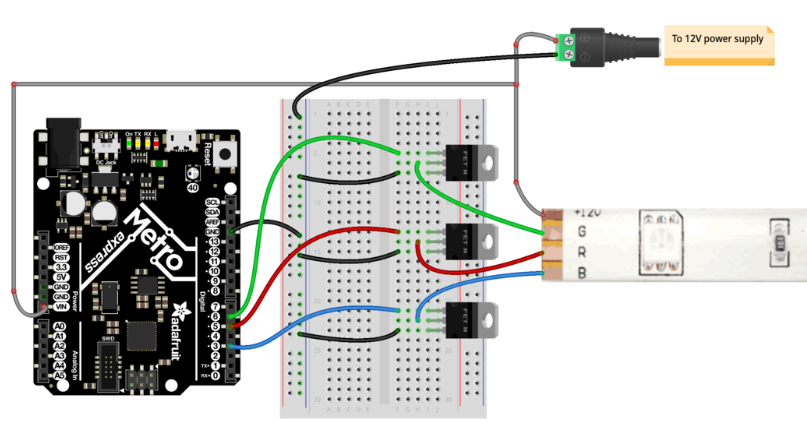 To 12V power supply
On TX RX L
Reset
DC Jack
40
SCL
SDA
AREF
GND
13
12
11
10
9
8
7
6
5
4
3
2
TX▸ 1
RX◂ 0
Digital
Metro
express
adafruit
OREF
RST
3.3
5V
GND
GND
VIN
Power
A0
A1
A2
A3
A4
A5
Analog In
SWD
A B C D E
F G H I J
FET N
FET N
FET N
+12V
G
R
B